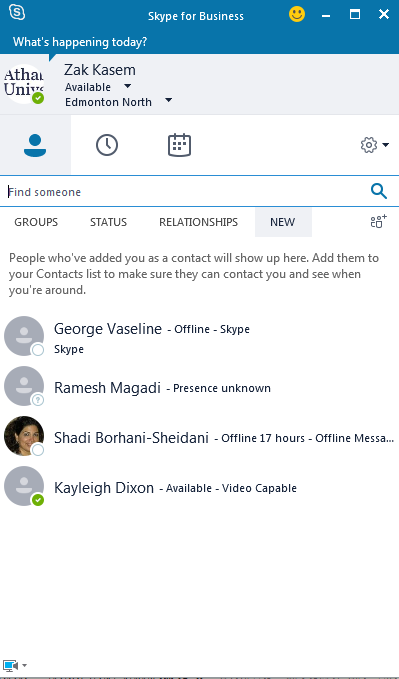 Skype for Business
What's happening today?
Zak Kasem
Available
Edmonton North
Find someone
GROUPS STATUS RELATIONSHIPS NEW
People who've added you as a contact will show up here. Add them to
your Contacts list to make sure they can contact you and see when
you're around.
George Vaseline - Offline - Skype
Skype
Ramesh Magadi - Presence unknown
Shadi Borhani-Sheidani - Offline 17 hours - Offline Messa...
Kayleigh Dixon - Available - Video Capable